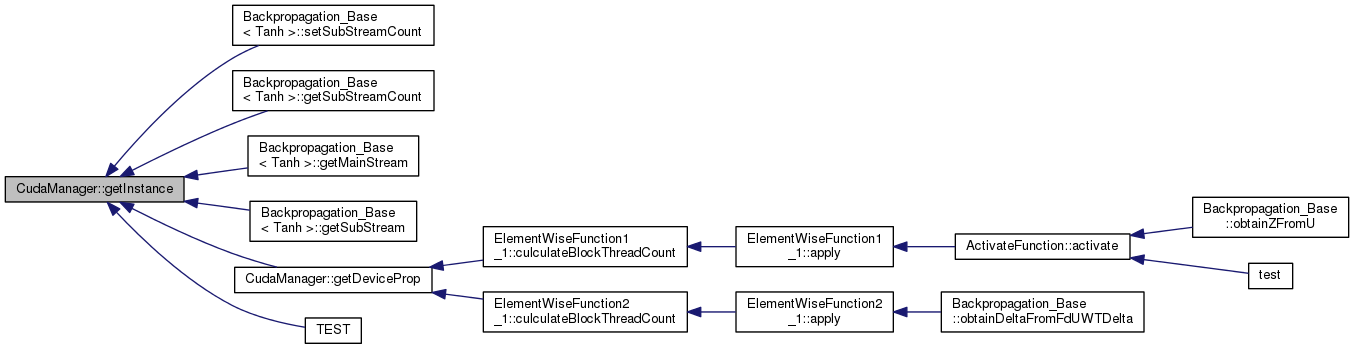 Backpropagation_Base
< Tanh >::setSubStreamCount
Backpropagation_Base
< Tanh >::getSubStreamCount
Backpropagation_Base
< Tanh >::getMainStream
CudaManager::getInstance
Backpropagation_Base
< Tanh >::getSubStream
CudaManager::getDeviceProp
TEST
ElementWiseFunction1
_1::culculateBlockThreadCount
ElementWiseFunction1
_1::apply
ActivateFunction::activate
Backpropagation_Base
::obtainZFromU
test
ElementWiseFunction2
_1::culculateBlockThreadCount
ElementWiseFunction2
_1::apply
Backpropagation_Base
::obtainDeltaFromFdUWTDelta